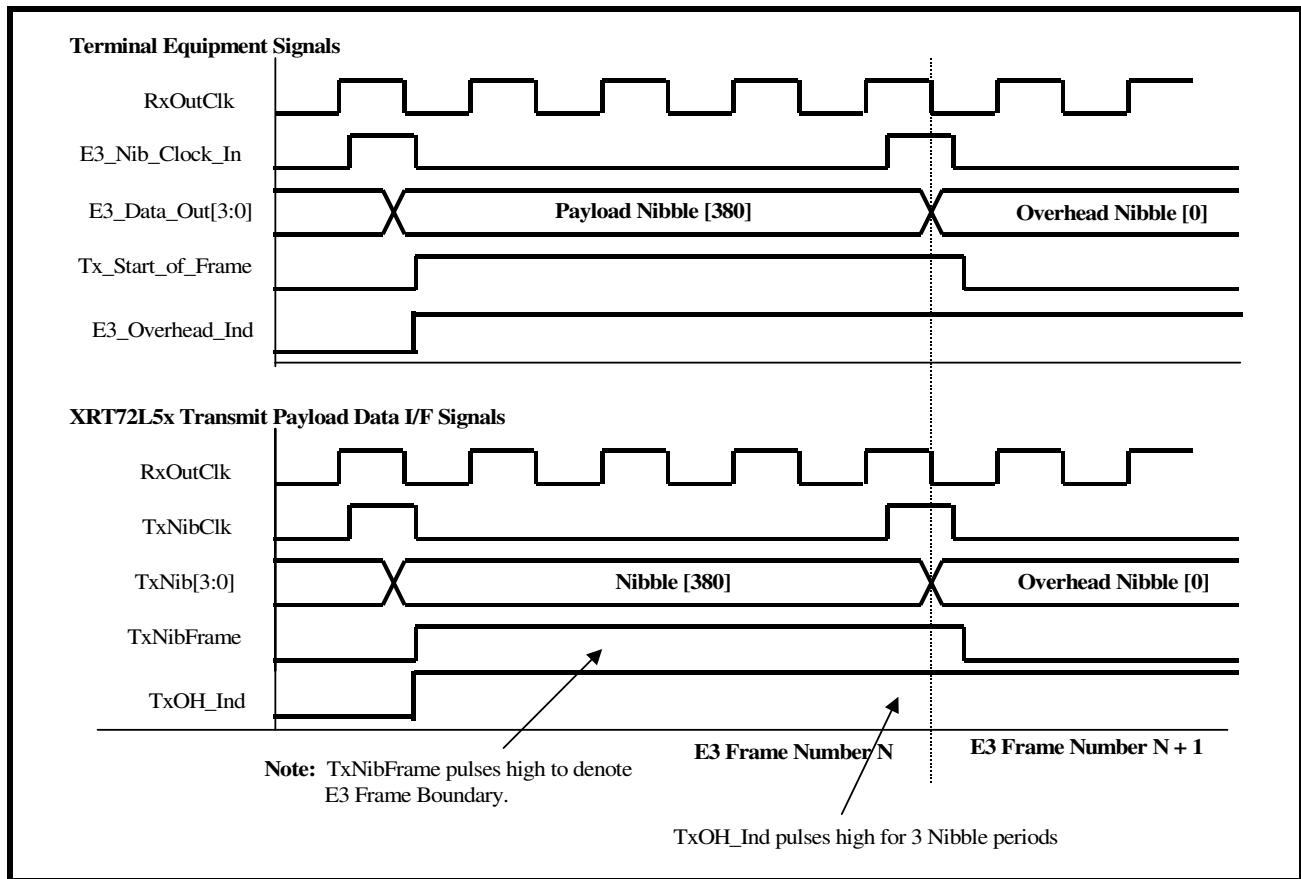 Terminal Equipment Signals
RxOutClk
E3_Nib_Clock_In
E3_Data_Out[3:0]
Payload Nibble [380]
Overhead Nibble [0]
Tx_Start_of_Frame
E3_Overhead_Ind
XRT72L5x Transmit Payload Data I/F Signals
RxOutClk
TxNibClk
TxNib[3:0]
Nibble [380]
Overhead Nibble [0]
TxNibFrame
TxOH_Ind
E3 Frame Number N
E3 Frame Number N + 1
Note: TxNibFrame pulses high to denote
E3 Frame Boundary.
TxOH_Ind pulses high for 3 Nibble periods